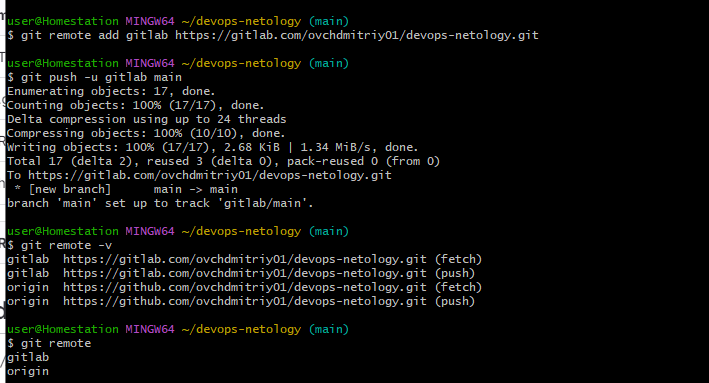 user@Homestation MINGW64 ~/devops-netology (main)
$ git remote add gitlab https://gitlab.com/ovchdmitriy01/devops-netology.git
user@Homestation MINGW64 ~/devops-netology (main)
$ git push -u gitlab main
Enumerating objects: 17, done.
Counting objects: 100% (17/17), done.
Delta compression using up to 24 threads
Compressing objects: 100% (10/10), done.
Writing objects: 100% (17/17), 2.68 KiB | 1.34 MiB/s, done.
Total 17 (delta 2), reused 3 (delta 0), pack-reused 0 (from 0)
To https://gitlab.com/ovchdmitriy01/devops-netology.git
 * [new branch]      main -> main
branch 'main' set up to track 'gitlab/main'.
user@Homestation MINGW64 ~/devops-netology (main)
$ git remote -v
gitlab  https://gitlab.com/ovchdmitriy01/devops-netology.git (fetch)
gitlab  https://gitlab.com/ovchdmitriy01/devops-netology.git (push)
origin  https://github.com/ovchdmitriy01/devops-netology.git (fetch)
origin  https://github.com/ovchdmitriy01/devops-netology.git (push)
user@Homestation MINGW64 ~/devops-netology (main)
$ git remote
gitlab
origin